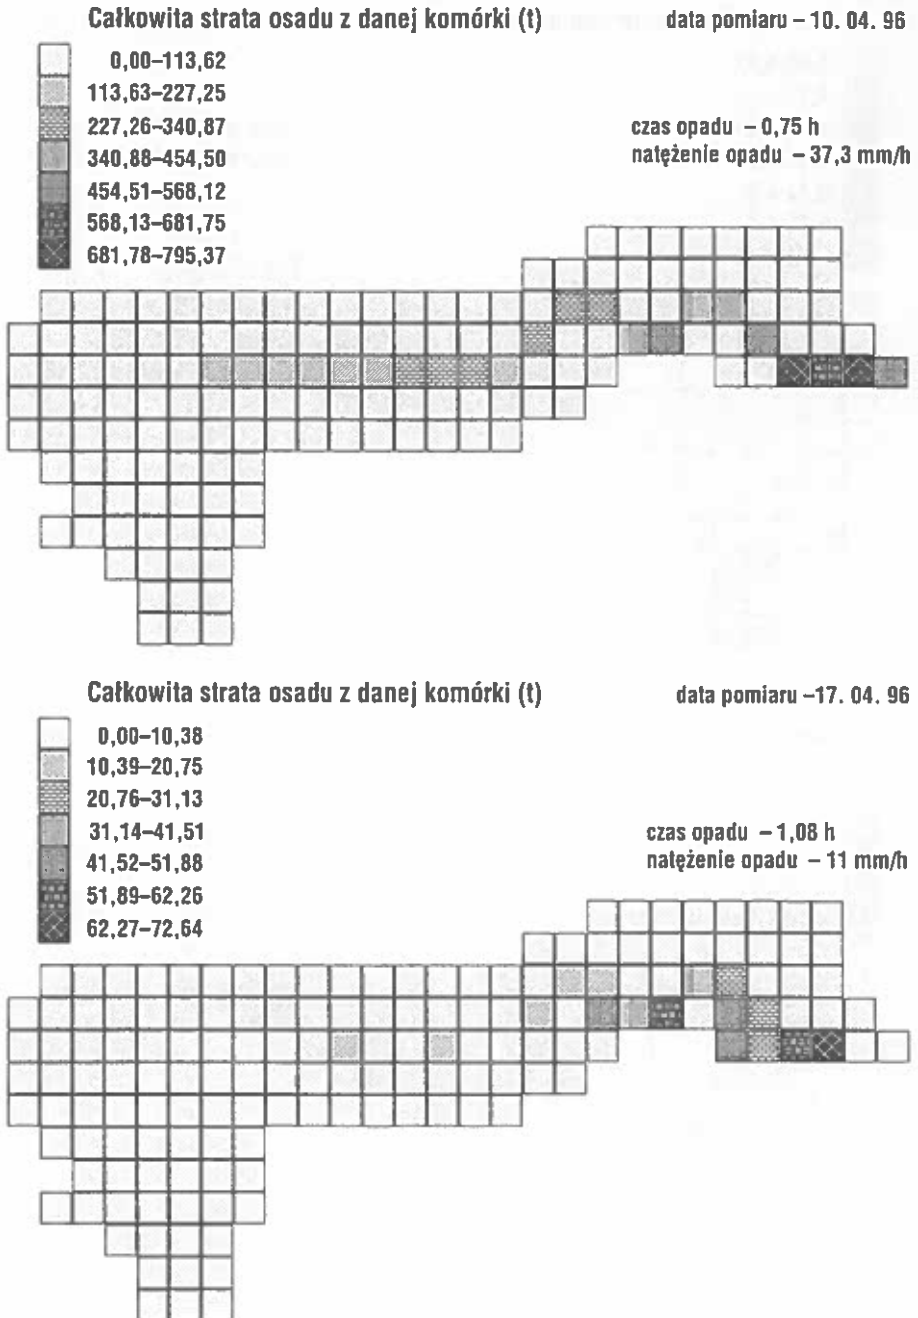 Całkowita strata osadu z danej komórki (t)
data pomiaru – 10. 04. 96
0,00–113,62
113,63–227,25
227,26–340,87
340,88–454,50
454,51–568,12
568,13–681,75
681,78–795,37
czas opadu – 0,75 h
natężenie opadu – 37,3 mm/h
Całkowita strata osadu z danej komórki (t)
data pomiaru –17. 04. 96
0,00–10,38
10,39–20,75
20,76–31,13
31,14–41,51
41,52–51,88
51,89–62,26
62,27–72,64
czas opadu – 1,08 h
natężenie opadu – 11 mm/h